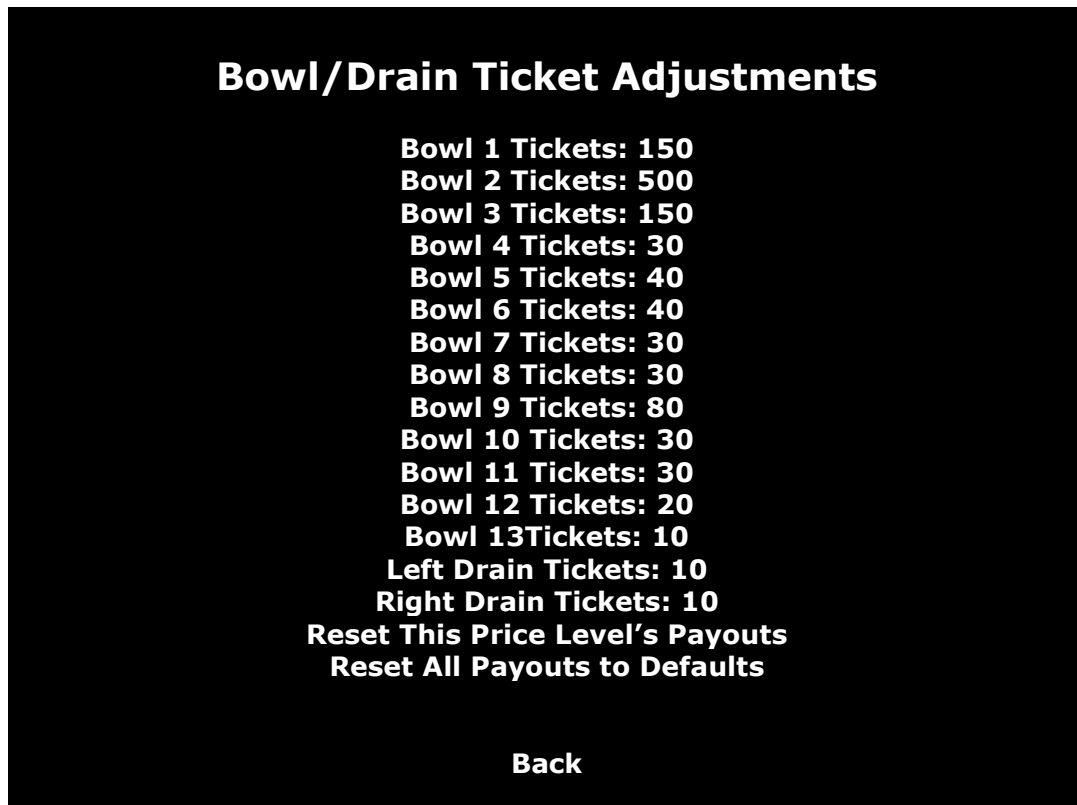 Bowl/Drain Ticket Adjustments
Bowl 1 Tickets: 150
Bowl 2 Tickets: 500
Bowl 3 Tickets: 150
Bowl 4 Tickets: 30
Bowl 5 Tickets: 40
Bowl 6 Tickets: 40
Bowl 7 Tickets: 30
Bowl 8 Tickets: 30
Bowl 9 Tickets: 80
Bowl 10 Tickets: 30
Bowl 11 Tickets: 30
Bowl 12 Tickets: 20
Bowl 13Tickets: 10
Left Drain Tickets: 10
Right Drain Tickets: 10
Reset This Price Level’s Payouts
Reset All Payouts to Defaults
Back